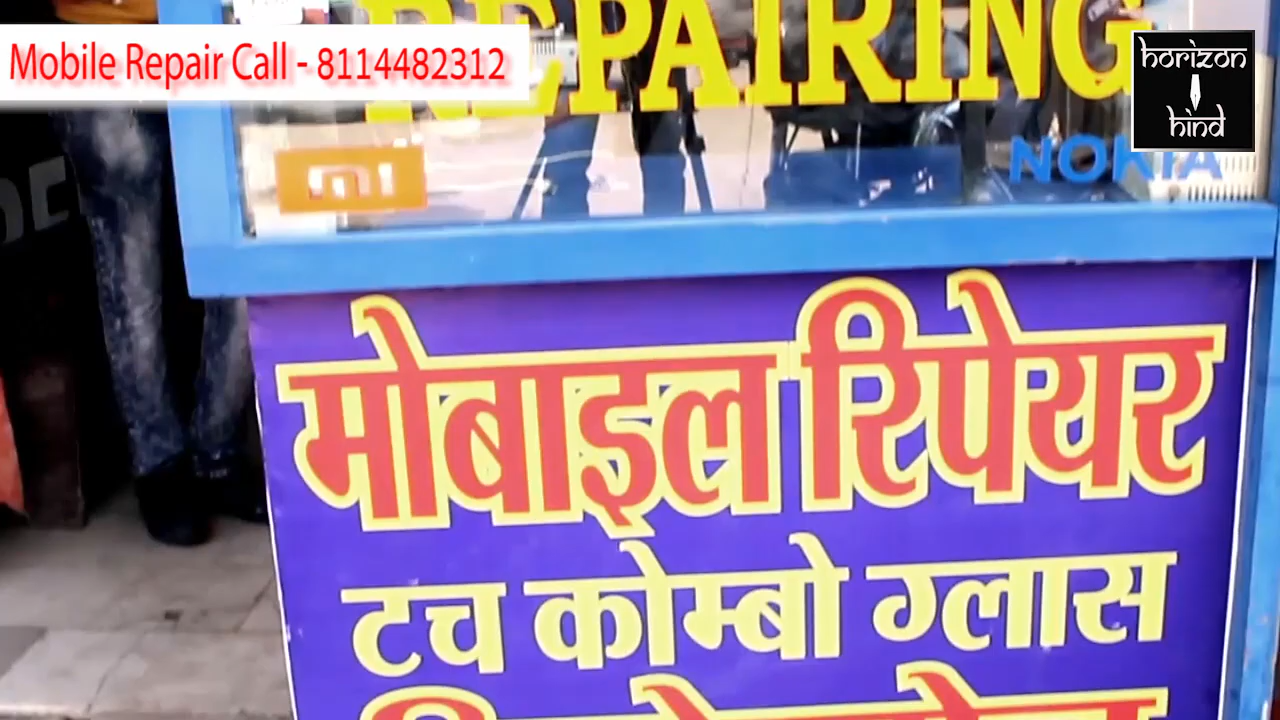 REPAIRING
Mobile Repair Call - 8114482312
horizon
hind
mi
NOKIA
मोबाइल रिपेयर
टच कोम्बो ग्लास